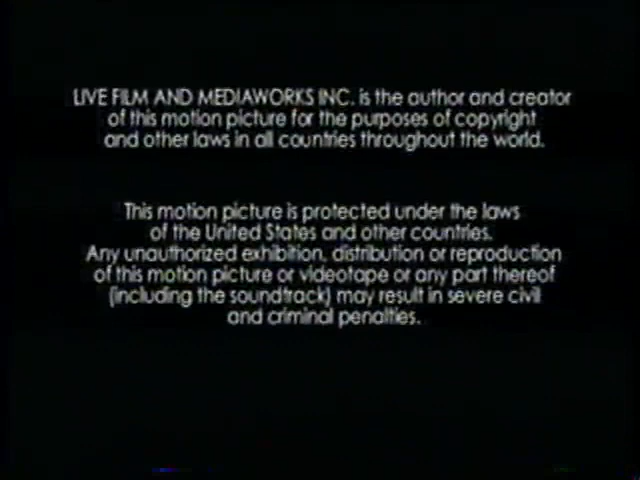 LIVE FILM AND MEDIAWORKS INC. is the author and creator
of this motion picture for the purposes of copyright
and other laws in all countries throughout the world.
This motion picture is protected under the laws
of the United States and other countries.
Any unauthorized exhibition, distribution or reproduction
of this motion picture or videotape or any part thereof
(including the soundtrack) may result in severe civil
and criminal penalties.